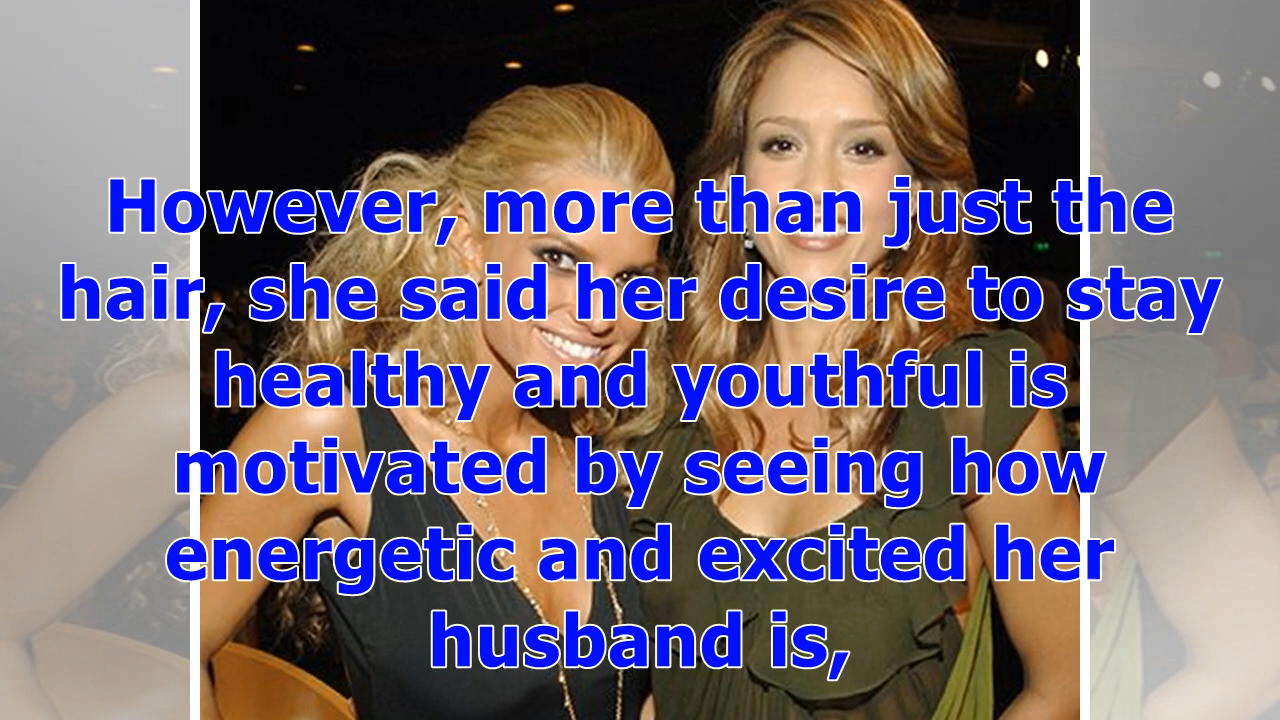 However, more than just the
hair, she said her desire to stay
healthy and youthful is
motivated by seeing how
energetic and excited her
husband is,